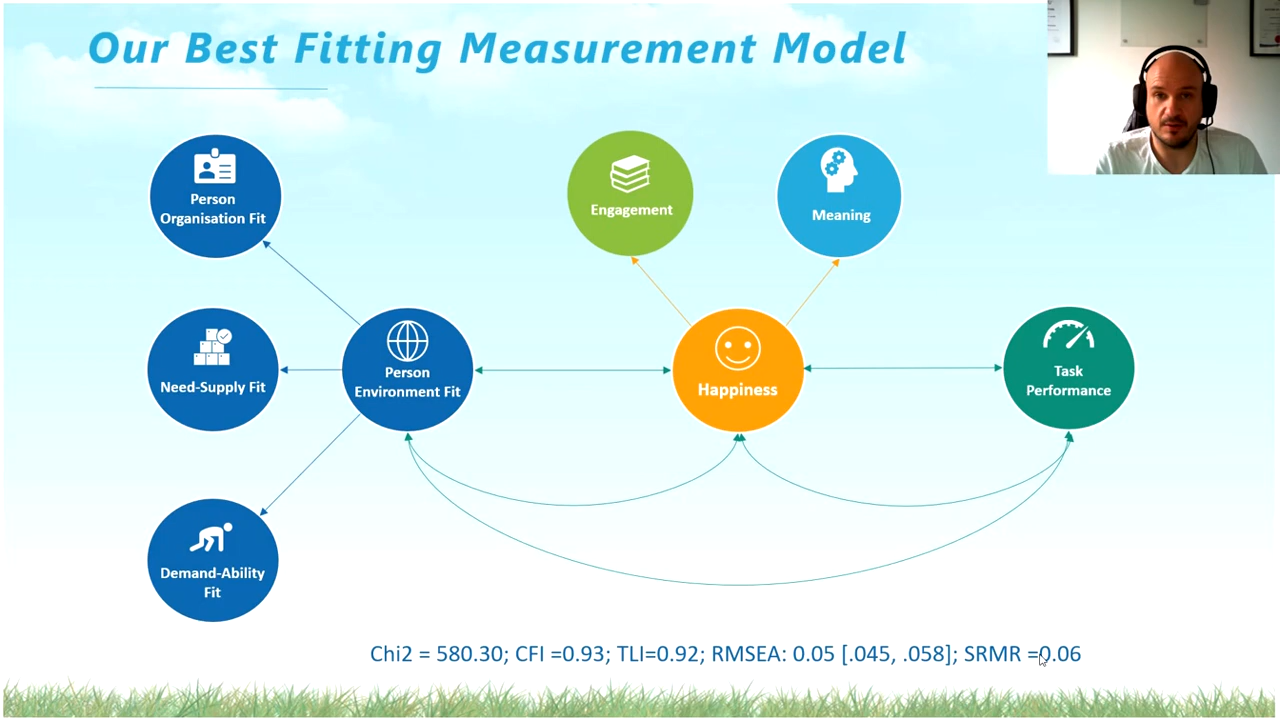 Our Best Fitting Measurement Model
Person
Organisation Fit
Engagement
Meaning
Need-Supply Fit
Person
Environment Fit
Happiness
Task
Performance
Demand-Ability
Fit
Chi2 = 580.30; CFI =0.93; TLI=0.92; RMSEA: 0.05 [.045, .058]; SRMR =0.06